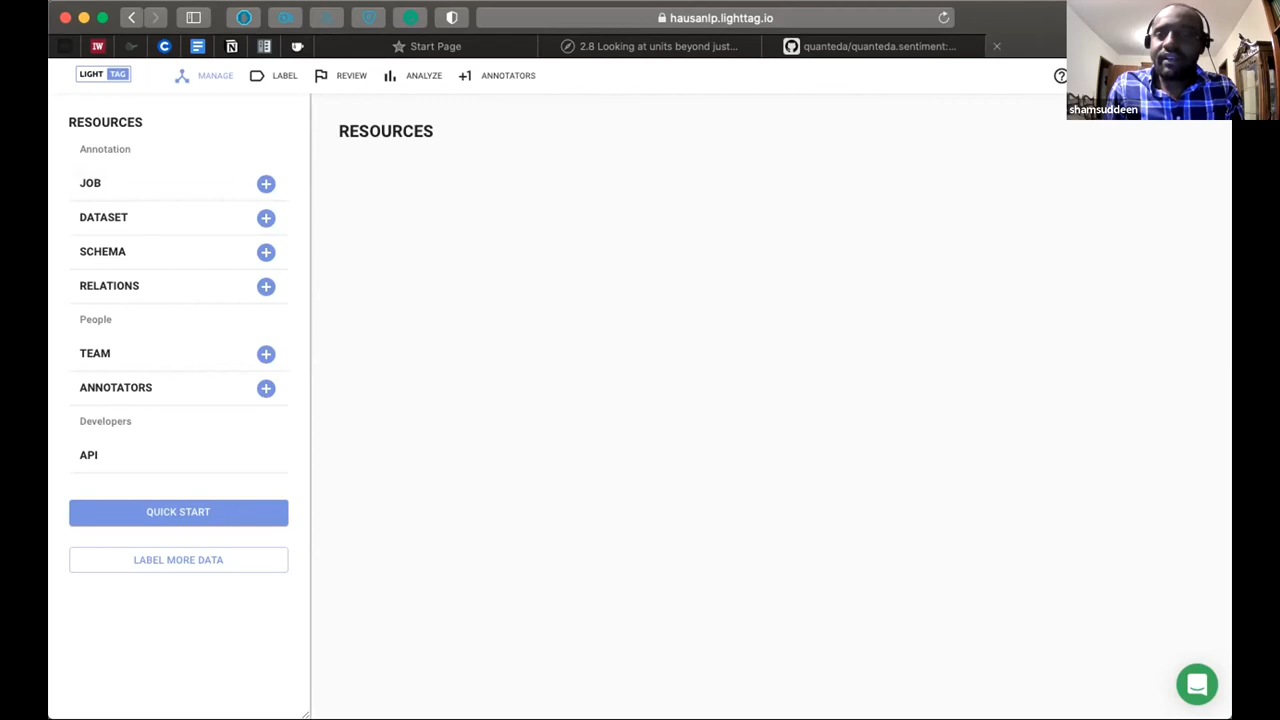 hausanlp.lighttag.io
IW
Start Page
2.8 Looking at units beyond just...
quanteda/quanteda.sentiment:...
LIGHT TAG
MANAGE
LABEL
REVIEW
ANALYZE
+1 ANNOTATORS
shamsuddeen
RESOURCES
Annotation
JOB
DATASET
SCHEMA
RELATIONS
People
TEAM
ANNOTATORS
Developers
API
QUICK START
LABEL MORE DATA
RESOURCES